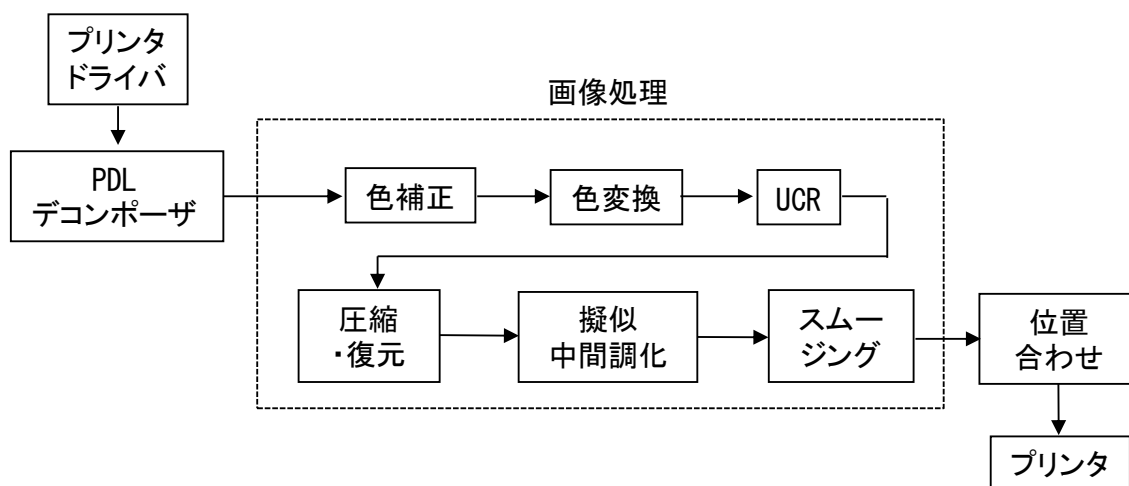 プリンタ
ドライバ
画像処理
PDL
デコンポーザ
色補正
色変換
UCR
圧縮
・復元
擬似
中間調化
スムー
ジング
位置
合わせ
プリンタ